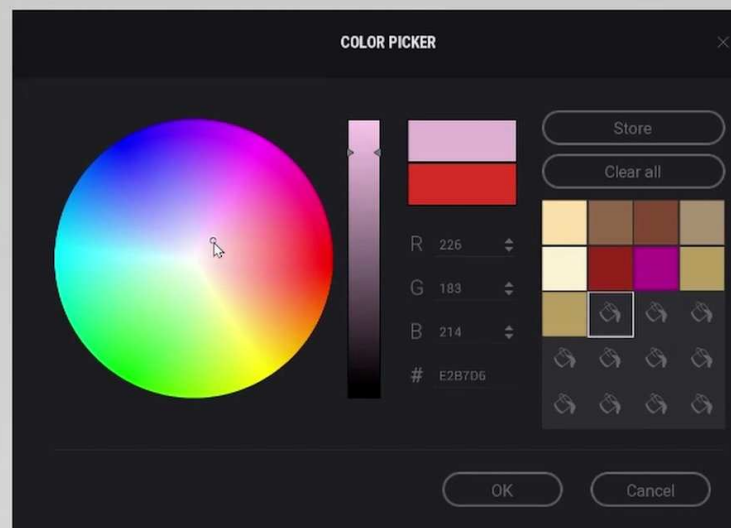 COLOR PICKER
Store
Clear all
R 226
G 183
B 214
# E2B7D6
OK
Cancel